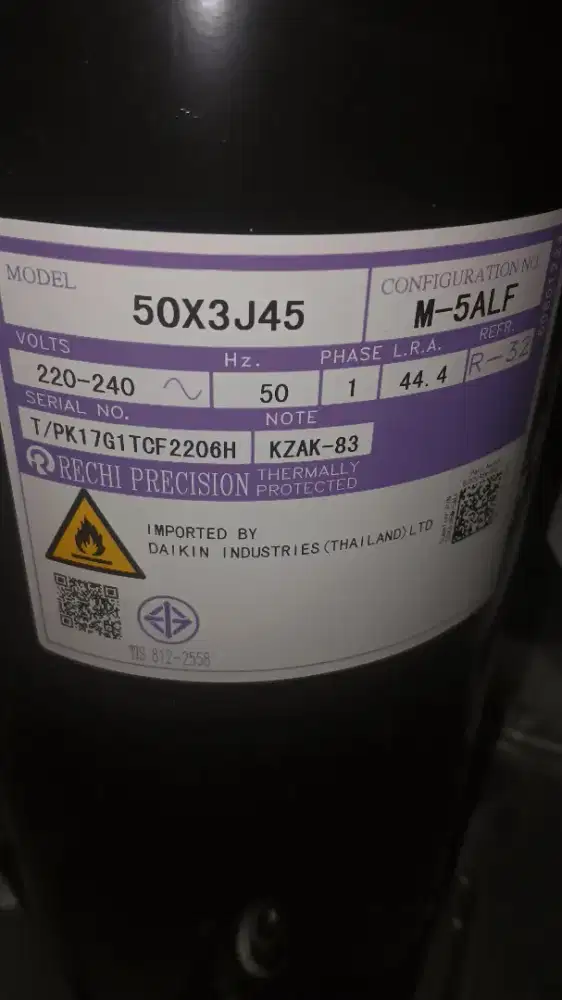 MODEL
50X3J45
CONFIGURATION NO.
M-5ALF
VOLTS
220-240
Hz.
50
PHASE
1
L.R.A.
44.4
REFR.
R-32
SERIAL NO.
T/PK17G1TCF2206H
NOTE
KZAK-83
RECHI PRECISION
THERMALLY
PROTECTED
IMPORTED BY
DAIKIN INDUSTRIES(THAILAND)LTD
812-2558